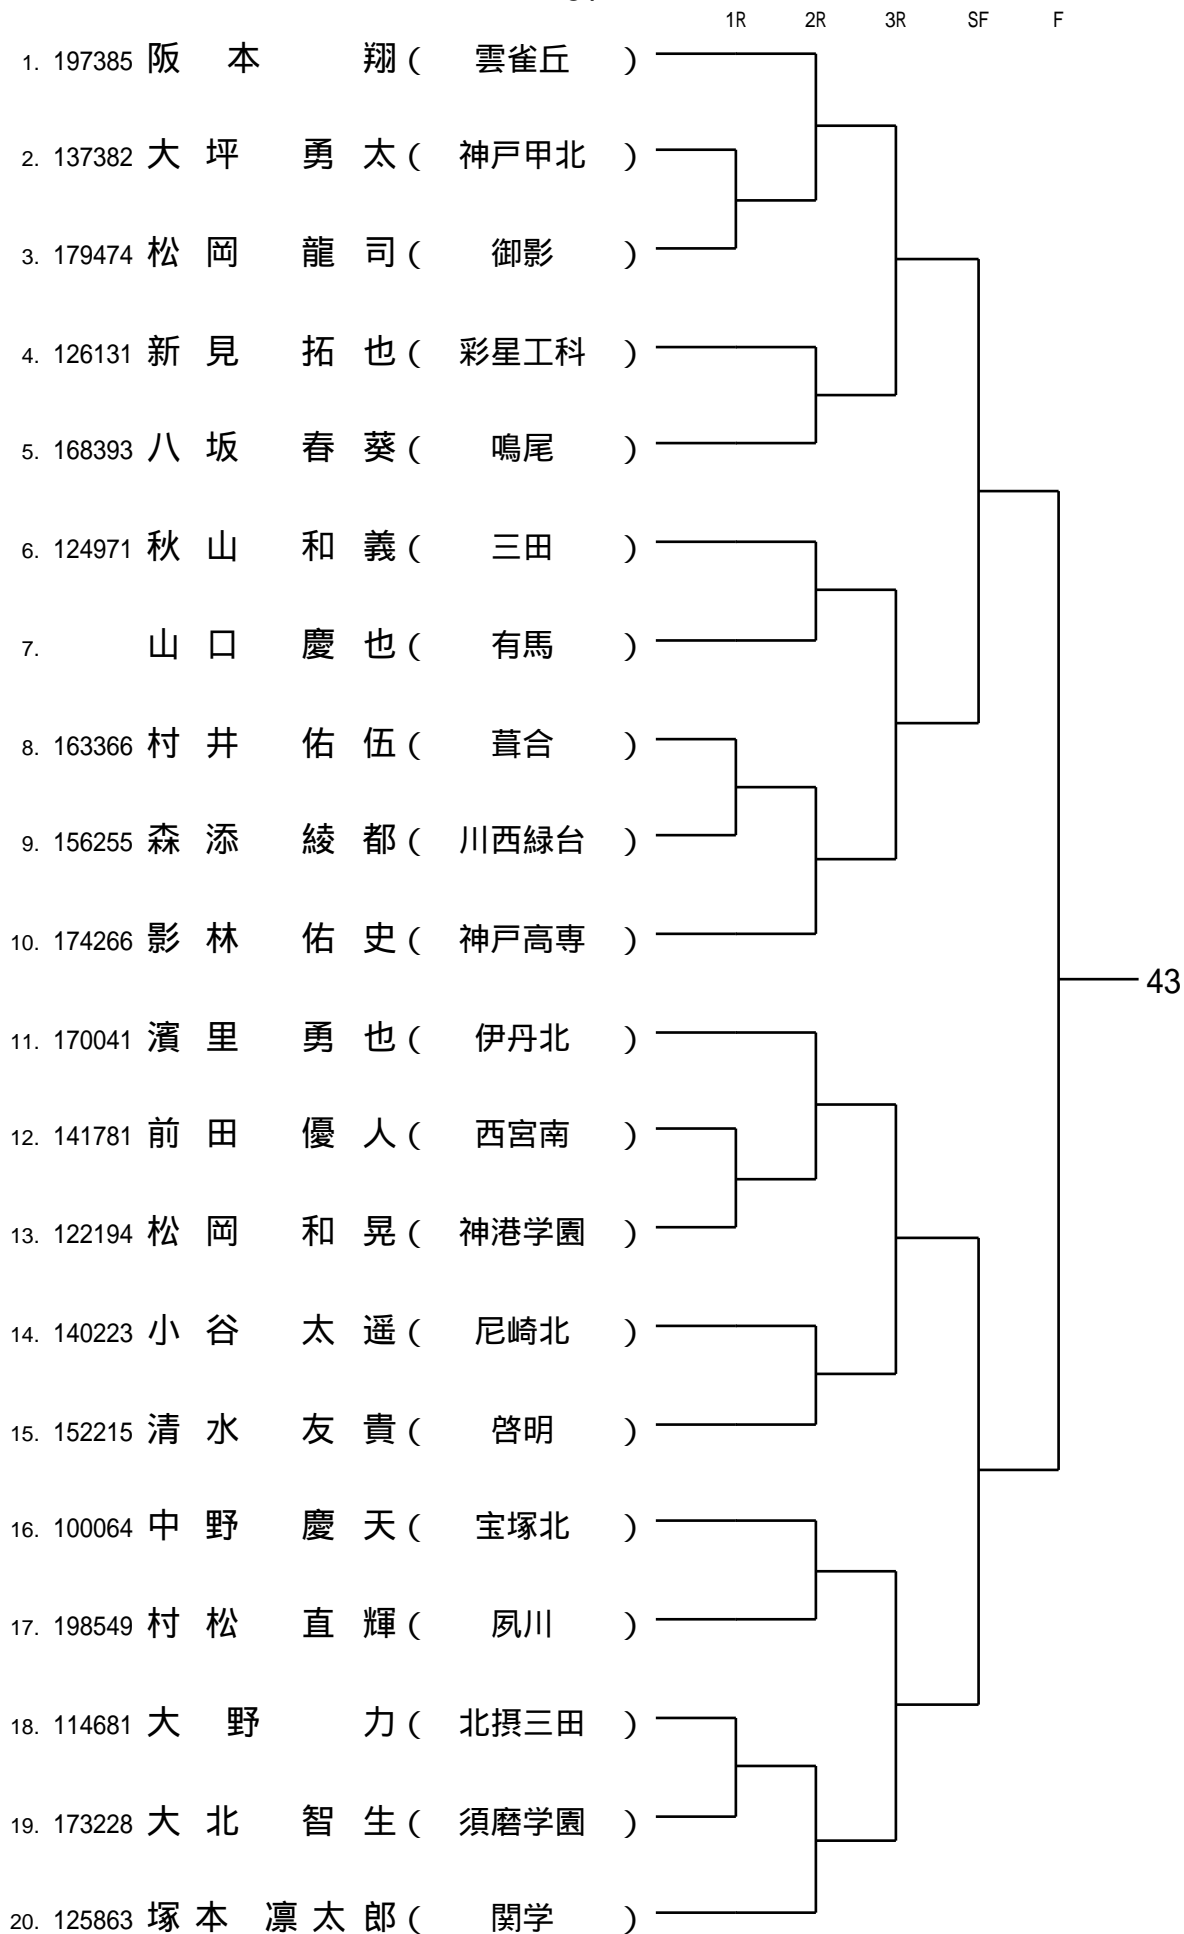 1R 2R 3R SF F
1. 197385 阪本 翔 ( 雲雀丘 )
2. 137382 大坪 勇太 ( 神戸甲北 )
3. 179474 松岡 龍司 ( 御影 )
4. 126131 新見 拓也 ( 彩星工科 )
5. 168393 八坂 春葵 ( 鳴尾 )
6. 124971 秋山 和義 ( 三田 )
7. 山口 慶也 ( 有馬 )
8. 163366 村井 佑伍 ( 葺合 )
9. 156255 森添 綾都 ( 川西緑台 )
10. 174266 影林 佑史 ( 神戸高専 )
43
11. 170041 濱里 勇也 ( 伊丹北 )
12. 141781 前田 優人 ( 西宮南 )
13. 122194 松岡 和晃 ( 神港学園 )
14. 140223 小谷 太遥 ( 尼崎北 )
15. 152215 清水 友貴 ( 啓明 )
16. 100064 中野 慶天 ( 宝塚北 )
17. 198549 村松 直輝 ( 夙川 )
18. 114681 大野 力 ( 北摂三田 )
19. 173228 大北 智生 ( 須磨学園 )
20. 125863 塚本 凛太郎 ( 関学 )